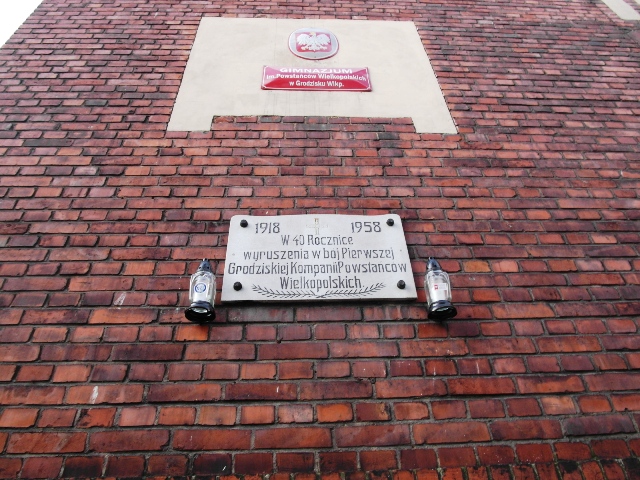 GIMNAZJUM
im. Powstańców Wielkopolskich
w Grodzisku Wlkp.
1918 1958
W 40 Rocznicę
wyruszenia w bój Pierwszej
Grodziskiej Kompanii Powstańców
Wielkopolskich